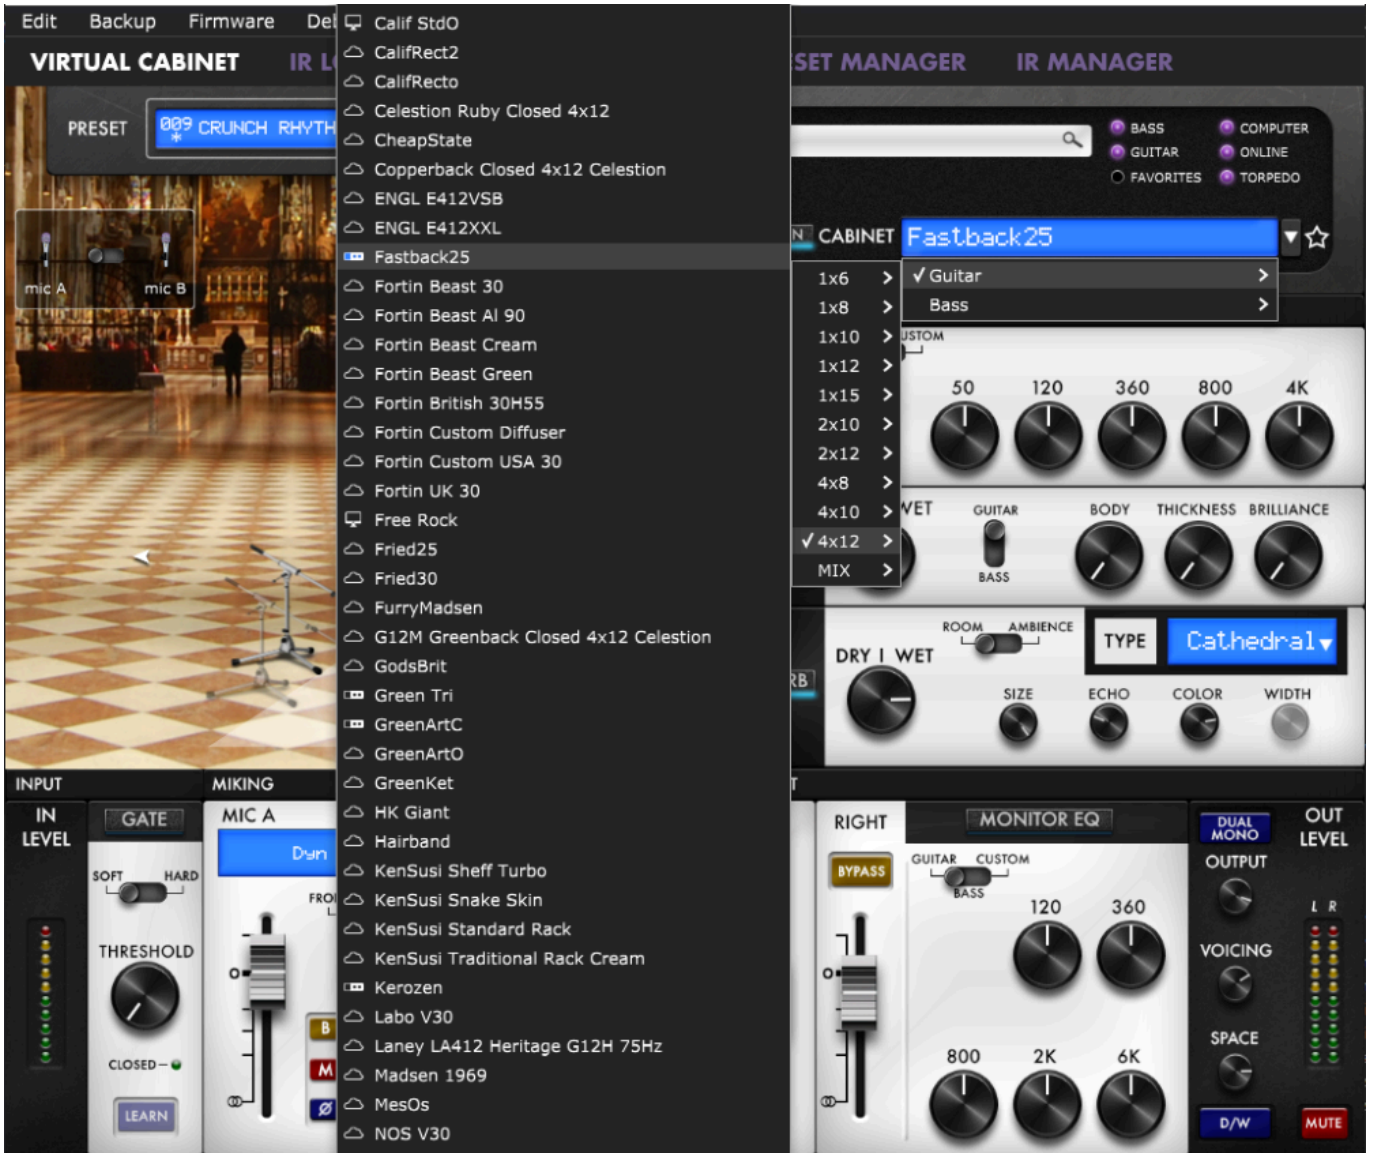 Edit Backup Firmware
VIRTUAL CABINET IR MANAGER
MANAGER
PRESET 009 CRUNCH
*
mic A mic B
Calif StdO
CalifRect2
CalifRecto
Celestion Ruby Closed 4x12
CheapState
Copperback Closed 4x12 Celestion
ENGL E412VSB
ENGL E412XXL
Fastback25
Fortin Beast 30
Fortin Beast Al 90
Fortin Beast Cream
Fortin Beast Green
Fortin British 30H55
Fortin Custom Diffuser
Fortin Custom USA 30
Fortin UK 30
Free Rock
Fried25
Fried30
FurryMadsen
G12M Greenback Closed 4x12 Celestion
GodsBrit
Green Tri
GreenArtC
GreenArtO
GreenKet
HK Giant
Hairband
KenSusi Sheff Turbo
KenSusi Snake Skin
KenSusi Standard Rack
KenSusi Traditional Rack Cream
Kerozen
Labo V30
Laney LA412 Heritage G12H 75Hz
Madsen 1969
MesOs
NOS V30
BASS COMPUTER
GUITAR ONLINE
FAVORITES TORPEDO
CABINET Fastback25
Guitar
Bass
1x6
1x8
1x10
1x12
1x15
2x10
2x12
4x8
4x10
4x12
MIX
50 120 360 800 4K
GUITAR BODY THICKNESS BRILLIANCE
BASS
ROOM AMBIENCE TYPE Cathedral
DRY | WET
SIZE ECHO COLOR WIDTH
INPUT MIKING
IN LEVEL
GATE
SOFT HARD
THRESHOLD
CLOSED
LEARN
MIC A
Dyn
B
M
Ø
RIGHT
BYPASS
MONITOR EQ
GUITAR CUSTOM
BASS
120 360
800 2K 6K
DUAL MONO
OUTPUT
VOICING
SPACE
D/W
OUT LEVEL
L R
MUTE